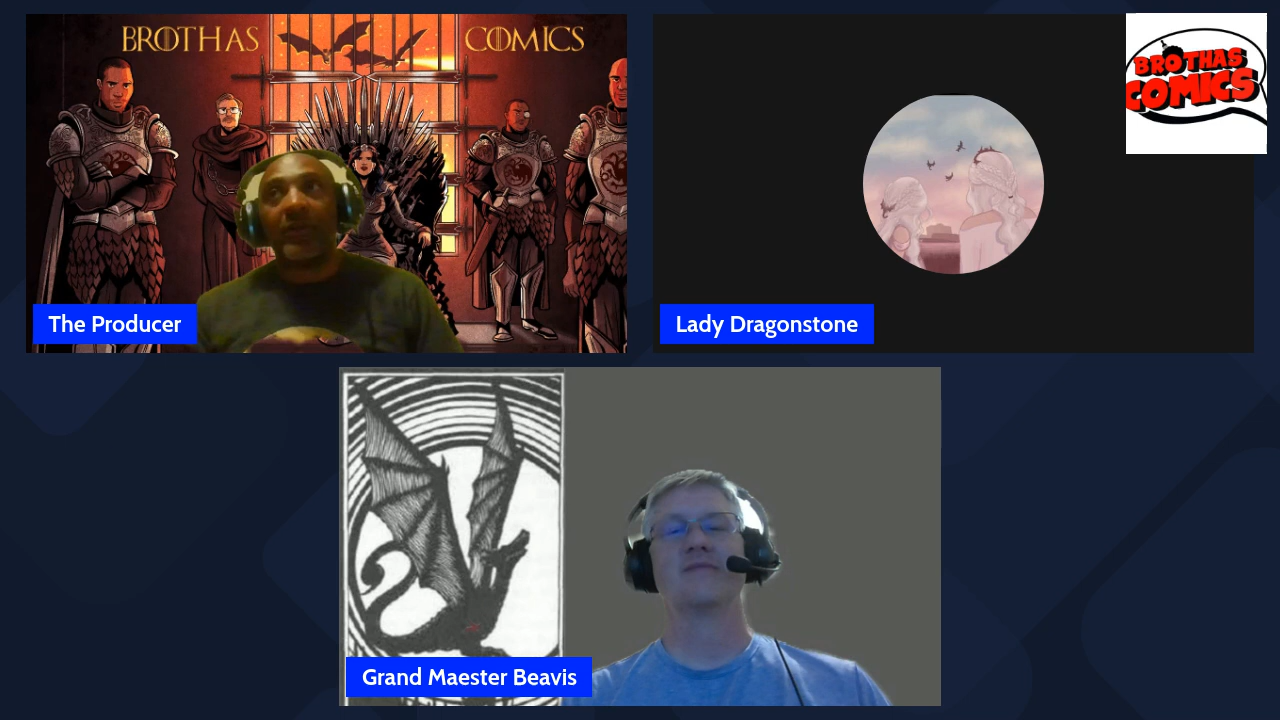 BROTHAS COMICS
BROTHAS
COMICS
The Producer
Lady Dragonstone
Grand Maester Beavis